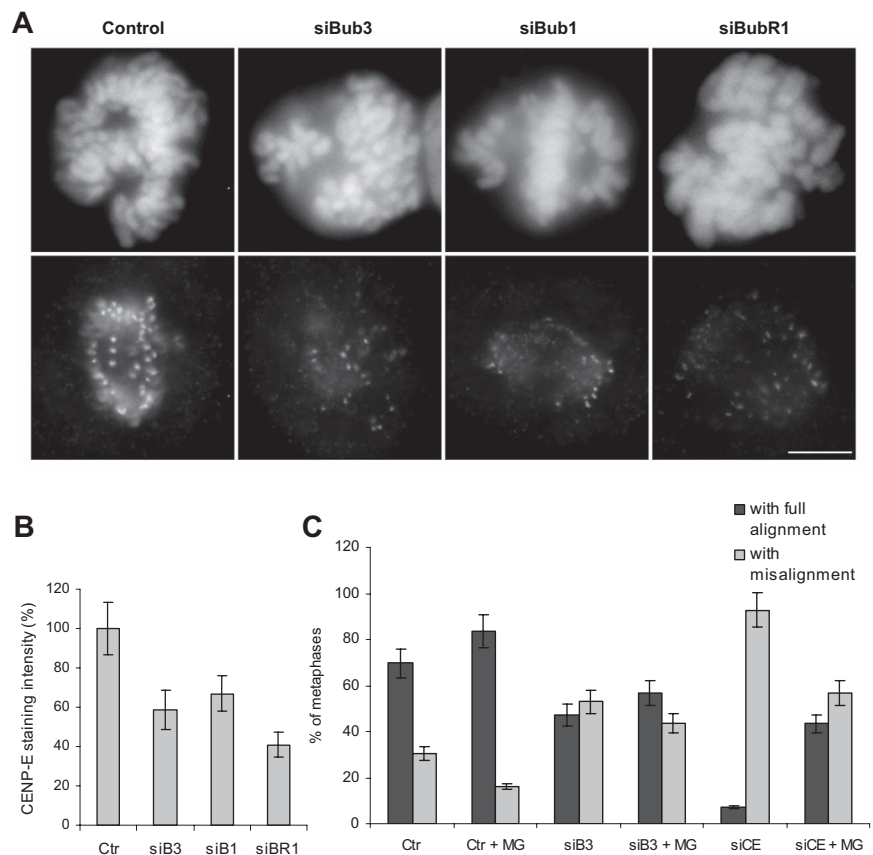 A
Control
siBub3
siBub1
siBubR1
B
CENP-E staining intensity (%)
120
100
80
60
40
20
0
Ctr
siB3
siB1
siBR1
C
with full
alignment
with
misalignment
% of metaphases
120
100
80
60
40
20
0
Ctr
Ctr + MG
siB3
siB3 + MG
siCE
siCE + MG